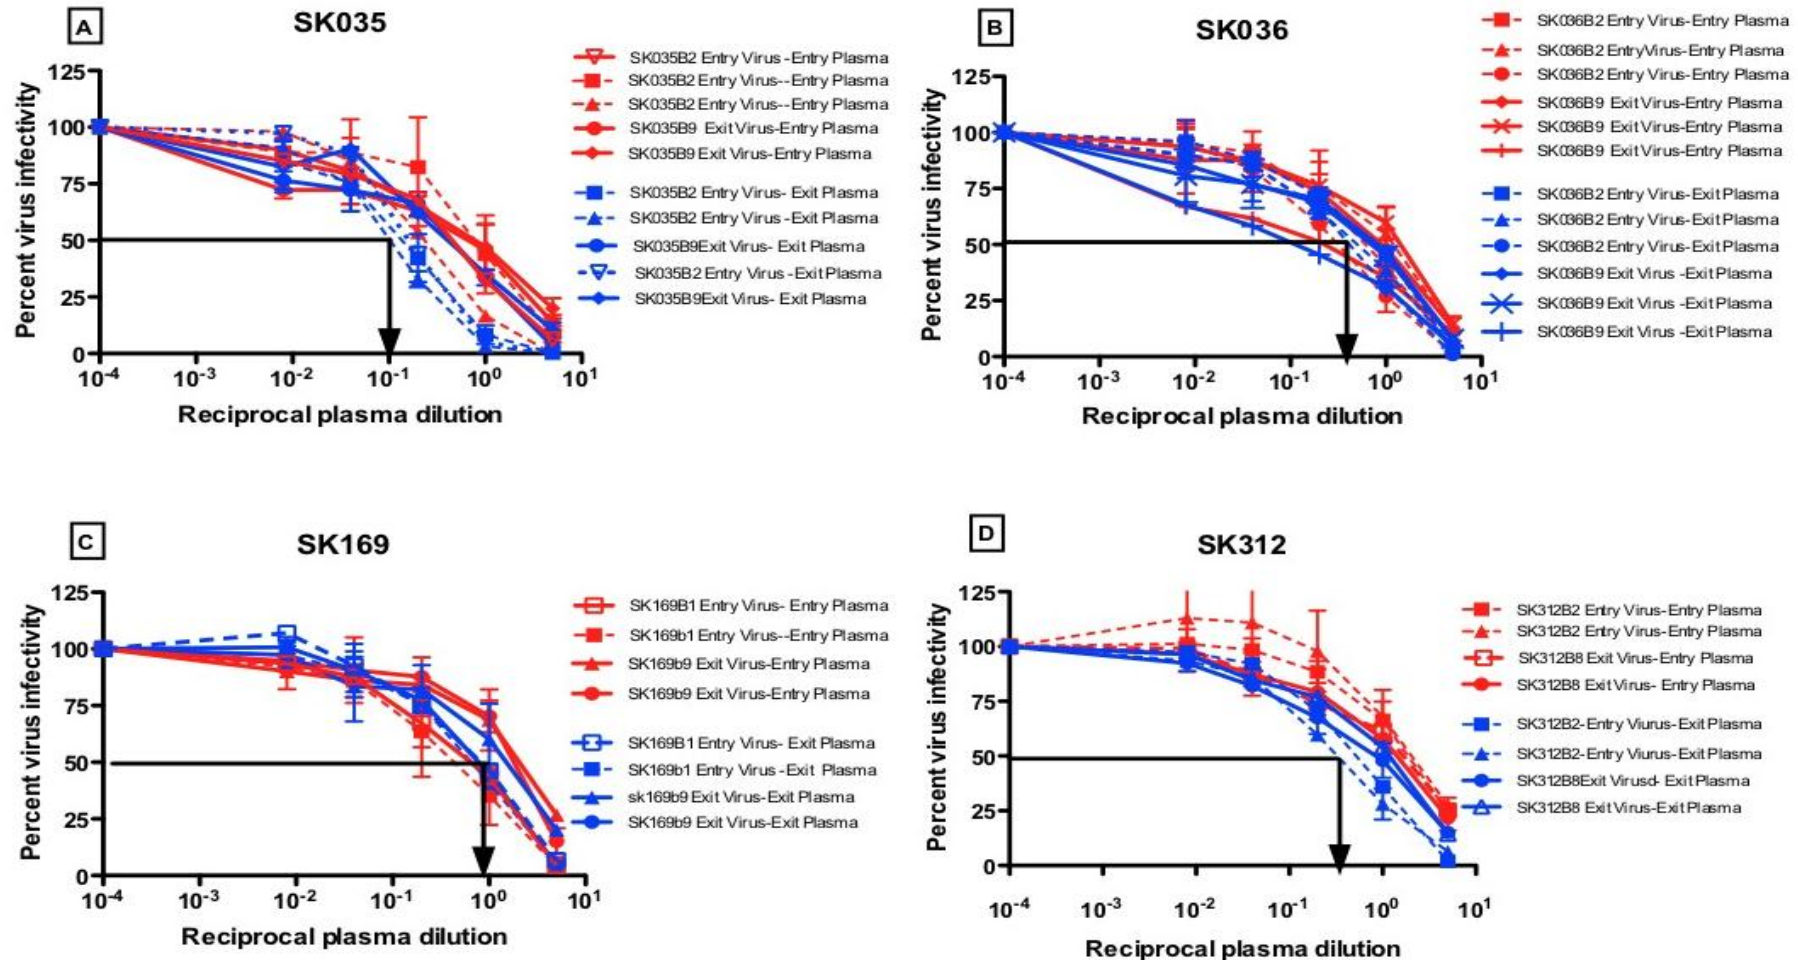 A
SK035
125
100
75
50
25
0
10-4
10-3
10-2
10-1
100
101
Percent virus infectivity
Reciprocal plasma dilution
SK035B2 Entry Virus -Entry Plasma
SK035B2 Entry Virus--Entry Plasma
SK035B2 Entry Virus--Entry Plasma
SK035B9 Exit Virus-Entry Plasma
SK035B9 Exit Virus-Entry Plasma
SK035B2 Entry Virus- Exit Plasma
SK035B2 Entry Virus -Exit Plasma
SK035B9Exit Virus- Exit Plasma
SK035B2 Entry Virus -Exit Plasma
SK035B9Exit Virus- Exit Plasma
B
SK036
125
100
75
50
25
0
10-4
10-3
10-2
10-1
100
101
Percent virus infectivity
Reciprocal plasma dilution
SK036B2 Entry Virus-Entry Plasma
SK036B2 EntryVirus-Entry Plasma
SK036B2 Entry Virus-Entry Plasma
SK036B9 Exit Virus-Entry Plasma
SK036B9 Exit Virus-Entry Plasma
SK036B9 Exit Virus-Entry Plasma
SK036B2 Entry Virus-Exit Plasma
SK036B2 Entry Virus-Exit Plasma
SK036B2 Entry Virus-Exit Plasma
SK036B9 Exit Virus -Exit Plasma
SK036B9 Exit Virus -Exit Plasma
SK036B9 Exit Virus -Exit Plasma
C
SK169
125
100
75
50
25
0
10-4
10-3
10-2
10-1
100
101
Percent virus infectivity
Reciprocal plasma dilution
SK169B1 Entry Virus- Entry Plasma
SK169b1 Entry Virus--Entry Plasma
SK169b9 Exit Virus-Entry Plasma
SK169b9 Exit Virus-Entry Plasma
SK169B1 Entry Virus- Exit Plasma
SK169b1 Entry Virus -Exit Plasma
sk169b9 Exit Virus-Exit Plasma
SK169b9 Exit Virus-Exit Plasma
D
SK312
125
100
75
50
25
0
10-4
10-3
10-2
10-1
100
101
Percent virus infectivity
Reciprocal plasma dilution
SK312B2 Entry Virus-Entry Plasma
SK312B2 Entry Virus-Entry Plasma
SK312B8 Exit Virus-Entry Plasma
SK312B8 Exit Virus- Entry Plasma
SK312B2-Entry Viurus-Exit Plasma
SK312B2-Entry Viurus-Exit Plasma
SK312B8Exit Virusd- Exit Plasma
SK312B8 Exit Virus-Exit Plasma